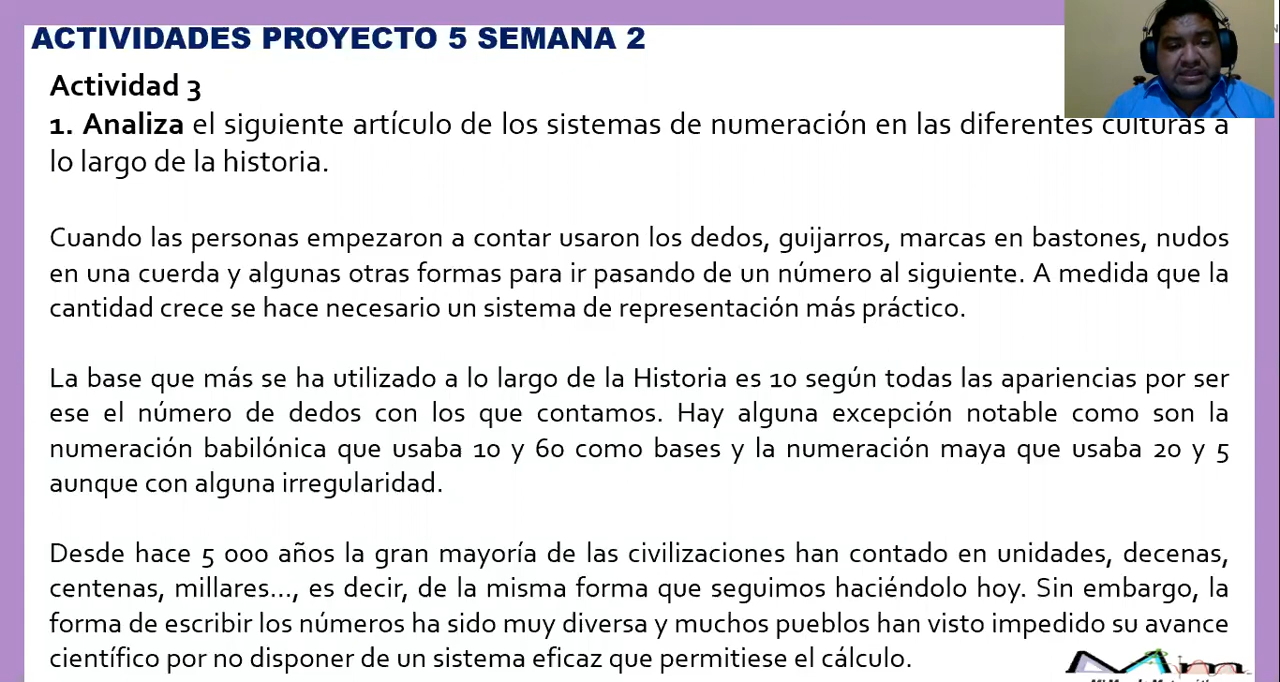 ACTIVIDADES PROYECTO 5 SEMANA 2
Actividad 3
1. Analiza el siguiente artículo de los sistemas de numeración en las diferentes culturas a
lo largo de la historia.
Cuando las personas empezaron a contar usaron los dedos, guijarros, marcas en bastones, nudos
en una cuerda y algunas otras formas para ir pasando de un número al siguiente. A medida que la
cantidad crece se hace necesario un sistema de representación más práctico.
La base que más se ha utilizado a lo largo de la Historia es 10 según todas las apariencias por ser
ese el número de dedos con los que contamos. Hay alguna excepción notable como son la
numeración babilónica que usaba 10 y 60 como bases y la numeración maya que usaba 20 y 5
aunque con alguna irregularidad.
Desde hace 5 000 años la gran mayoría de las civilizaciones han contado en unidades, decenas,
centenas, millares..., es decir, de la misma forma que seguimos haciéndolo hoy. Sin embargo, la
forma de escribir los números ha sido muy diversa y muchos pueblos han visto impedido su avance
científico por no disponer de un sistema eficaz que permitiese el cálculo.